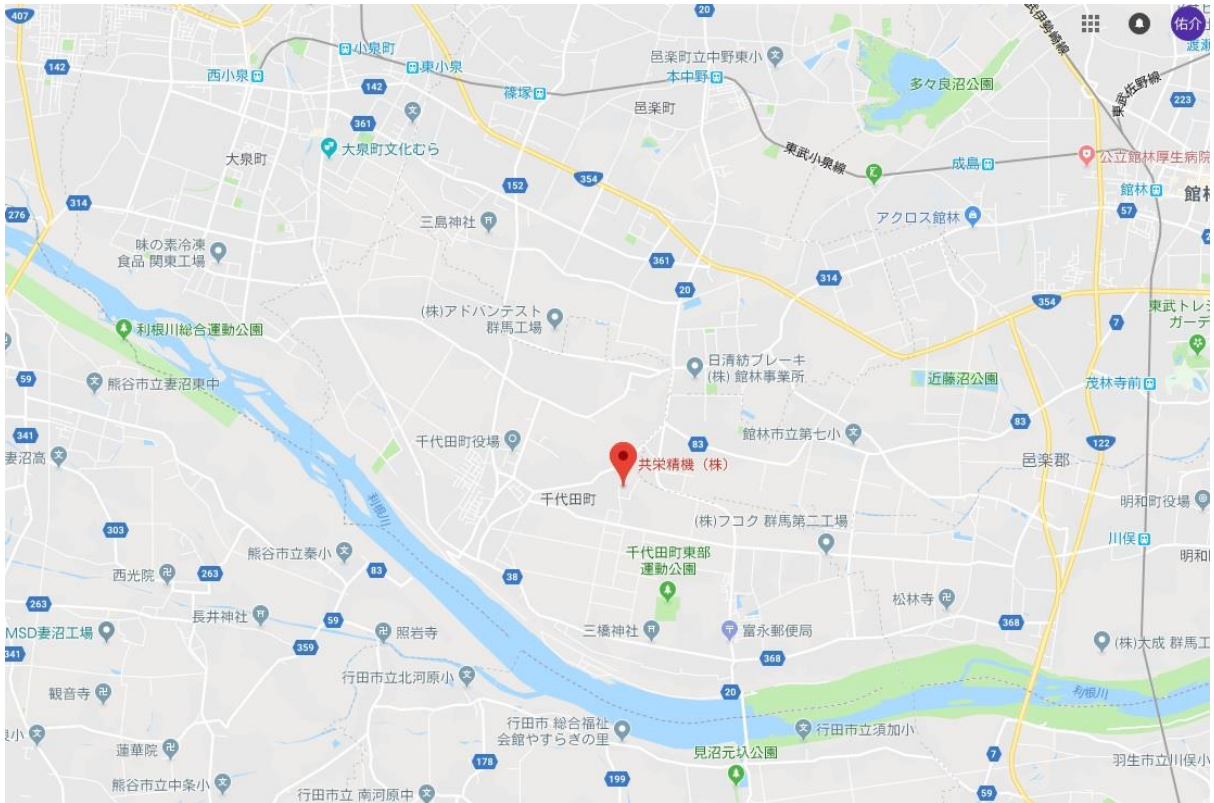 407
20
佑介
渡瀬
東武伊勢崎線
小泉町
西小泉
東小泉
142
142
邑楽町立中野東小
本中野
篠塚
邑楽町
多々良沼公園
東武佐野線
223
361
大泉町文化むら
大泉町
東武小泉線
成島
公立館林厚生病院
354
152
館林
57
276
314
三島神社
アクロス館林
味の素冷凍
食品 関東工場
361
314
20
354
(株)アドバンテスト
群馬工場
東武トレジ
ガーデ
7
利根川総合運動公園
日清紡ブレーキ
(株) 館林事業所
近藤沼公園
茂林寺前
59
熊谷市立妻沼東中
83
341
妻沼高
千代田町役場
83
館林市立第七小
122
邑楽郡
共栄精機(株)
千代田町
利根川
明和町役場
303
(株)フコク 群馬第二工場
川俣
熊谷市立秦小
千代田町東部
運動公園
明和
西光院
263
83
38
松林寺
263
長井神社
59
照岩寺
三橋神社
富永郵便局
368
MSD妻沼工場
341
359
368
(株)大成 群馬工
行田市立北河原小
20
利根川
観音寺
行田市 総合福祉
会館やすらぎの里
行田市立須加小
蓮華院
178
見沼元圦公園
7
羽生市立川俣小
熊谷市立中条小
199
行田市立 南河原中
59